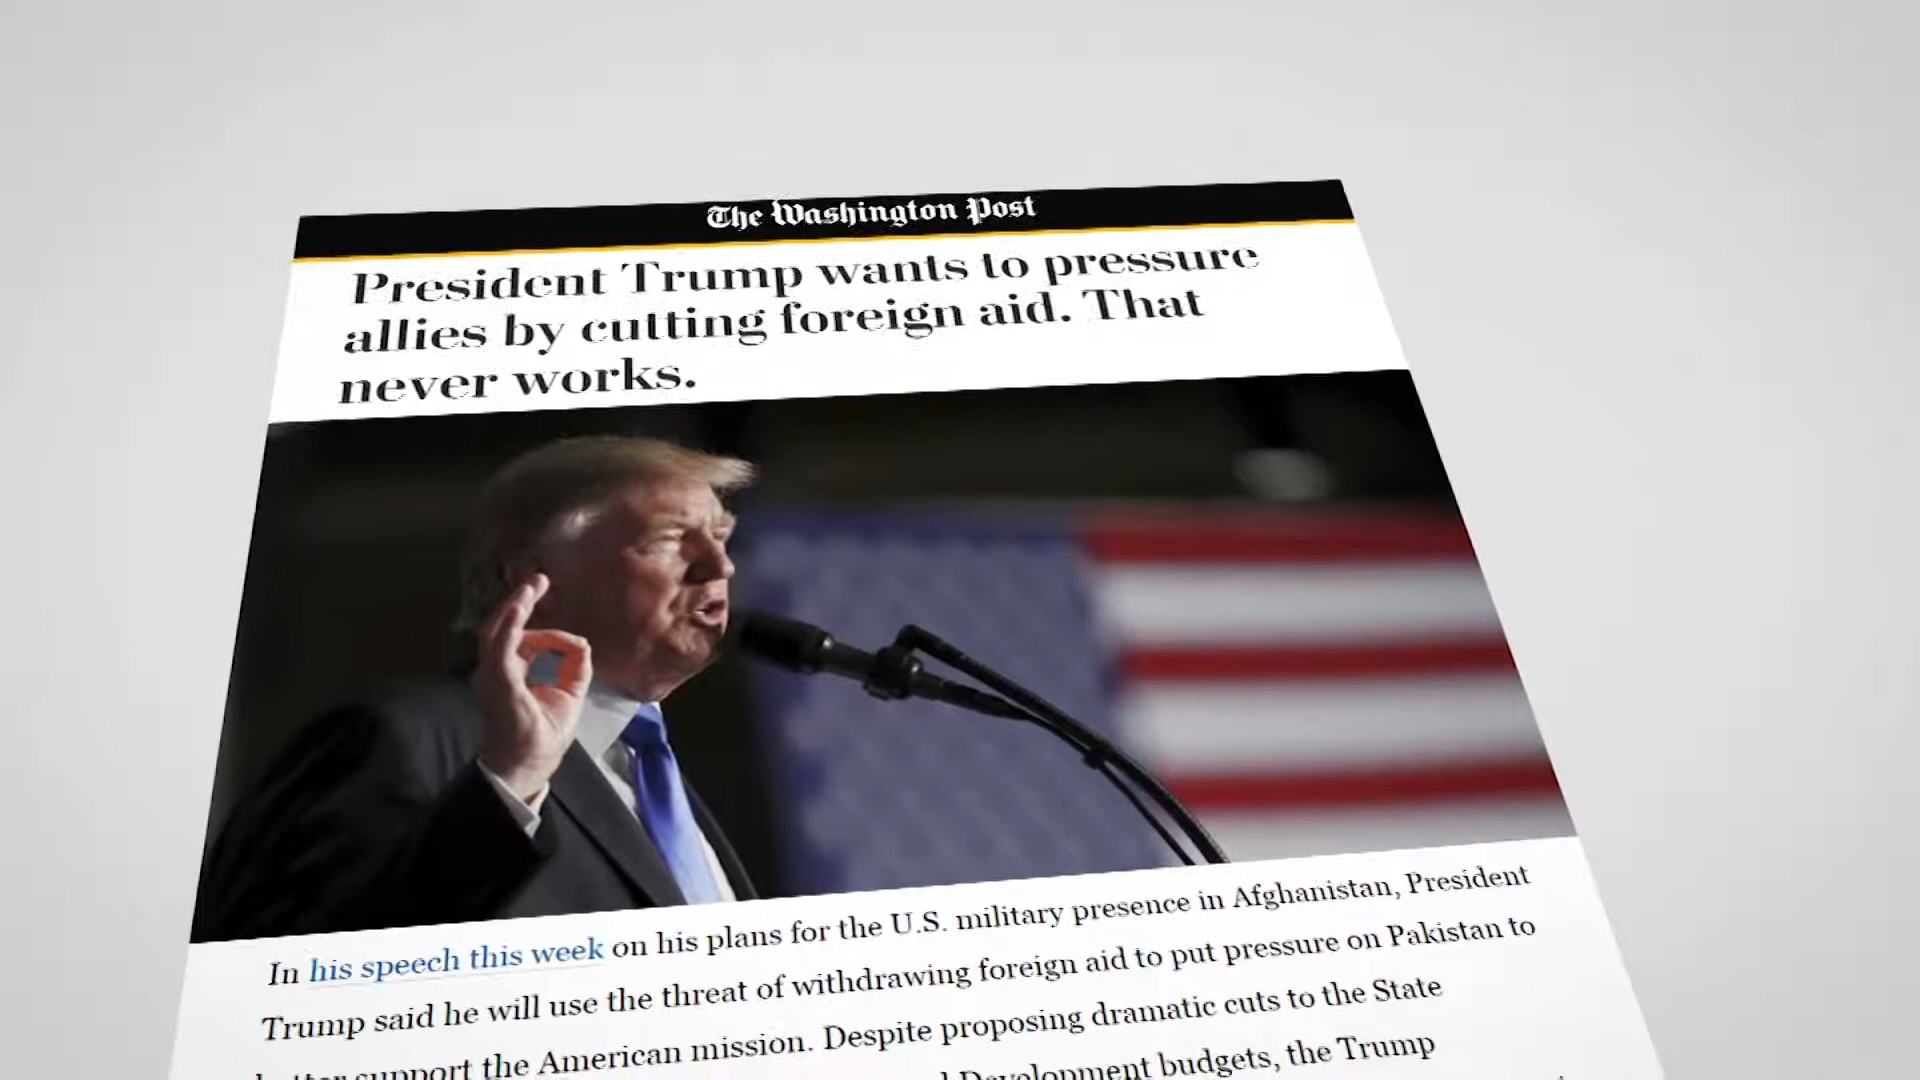 The Washington Post
President Trump wants to pressure
allies by cutting foreign aid. That
never works.
In his speech this week on his plans for the U.S. military presence in Afghanistan, President
Trump said he will use the threat of withdrawing foreign aid to put pressure on Pakistan to
support the American mission. Despite proposing dramatic cuts to the State
Development budgets, the Trump